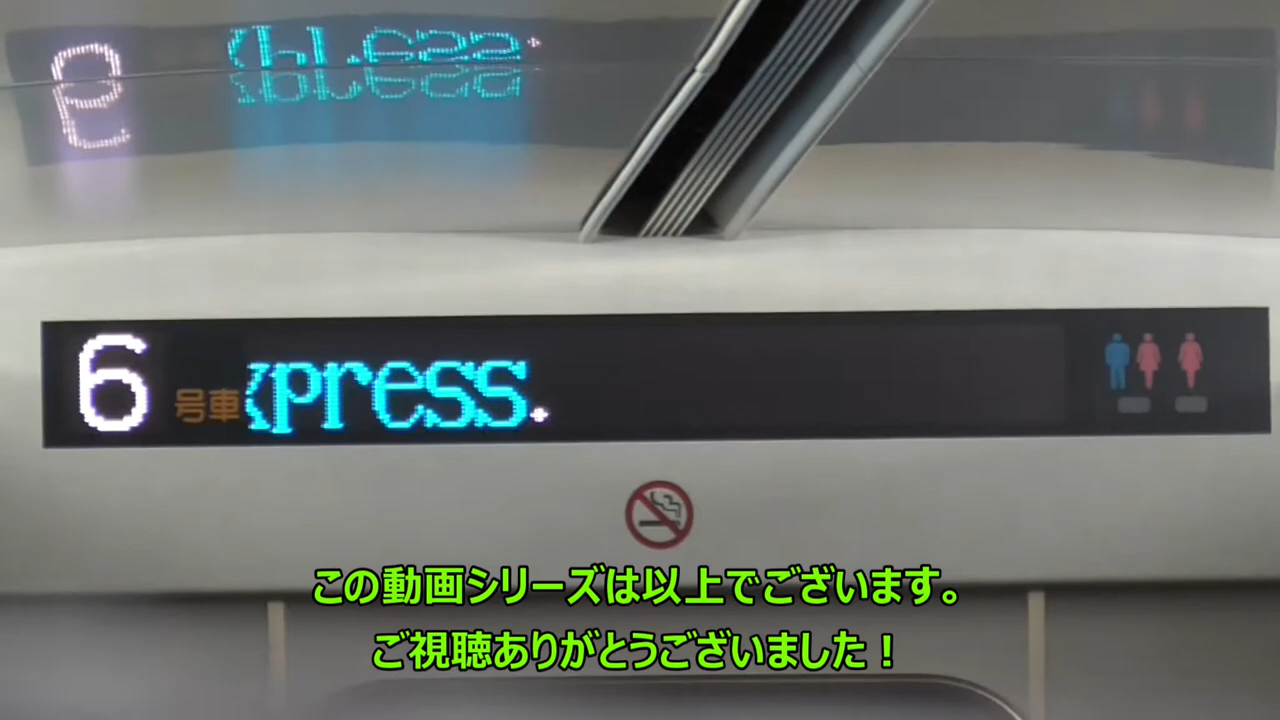 6 号車 xpress.
この動画シリーズは以上でございます。
ご視聴ありがとうございました！